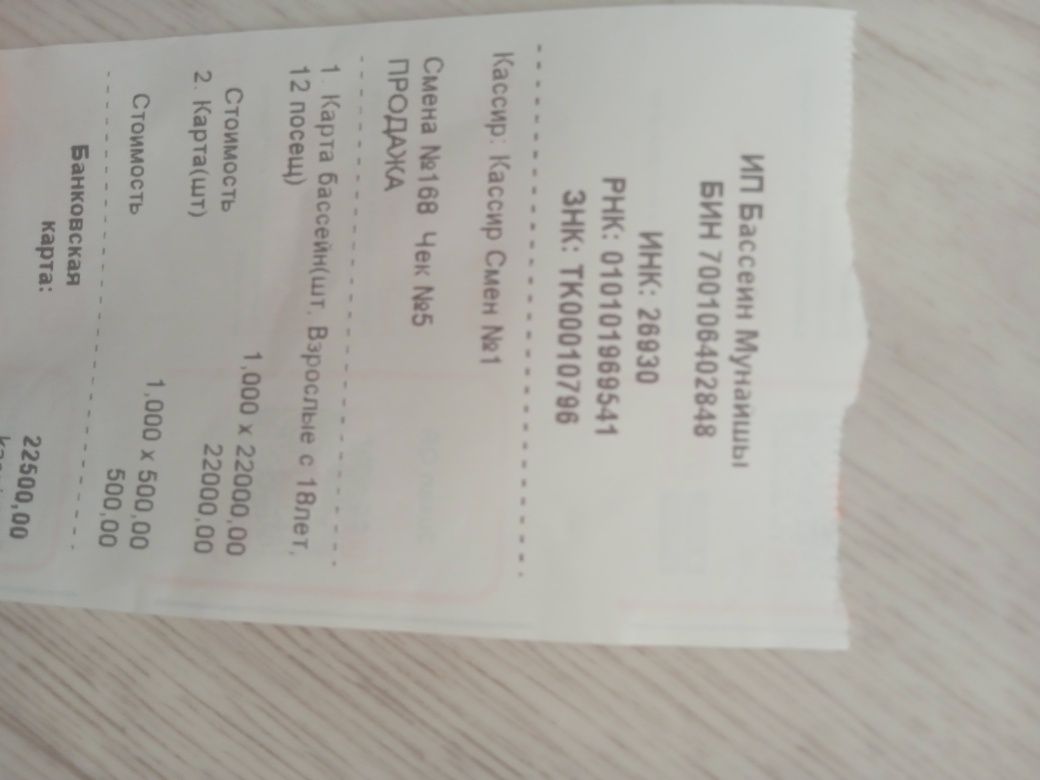 ИП Бассеин Мунаишы
БИН 700106402848
ИНК: 26930
РНК: 010101969541
ЗНК: ТК00010796
Кассир: Кассир Смен №1
Смена №168 Чек №5
ПРОДАЖА
1. Карта бассейн(шт. Взрослые с 18лет,
12 посещ)
1,000 x 22000,00
Стоимость 22000,00
2. Карта(шт)
1,000 x 500,00
Стоимость 500,00
Банковская
карта: 22500,00